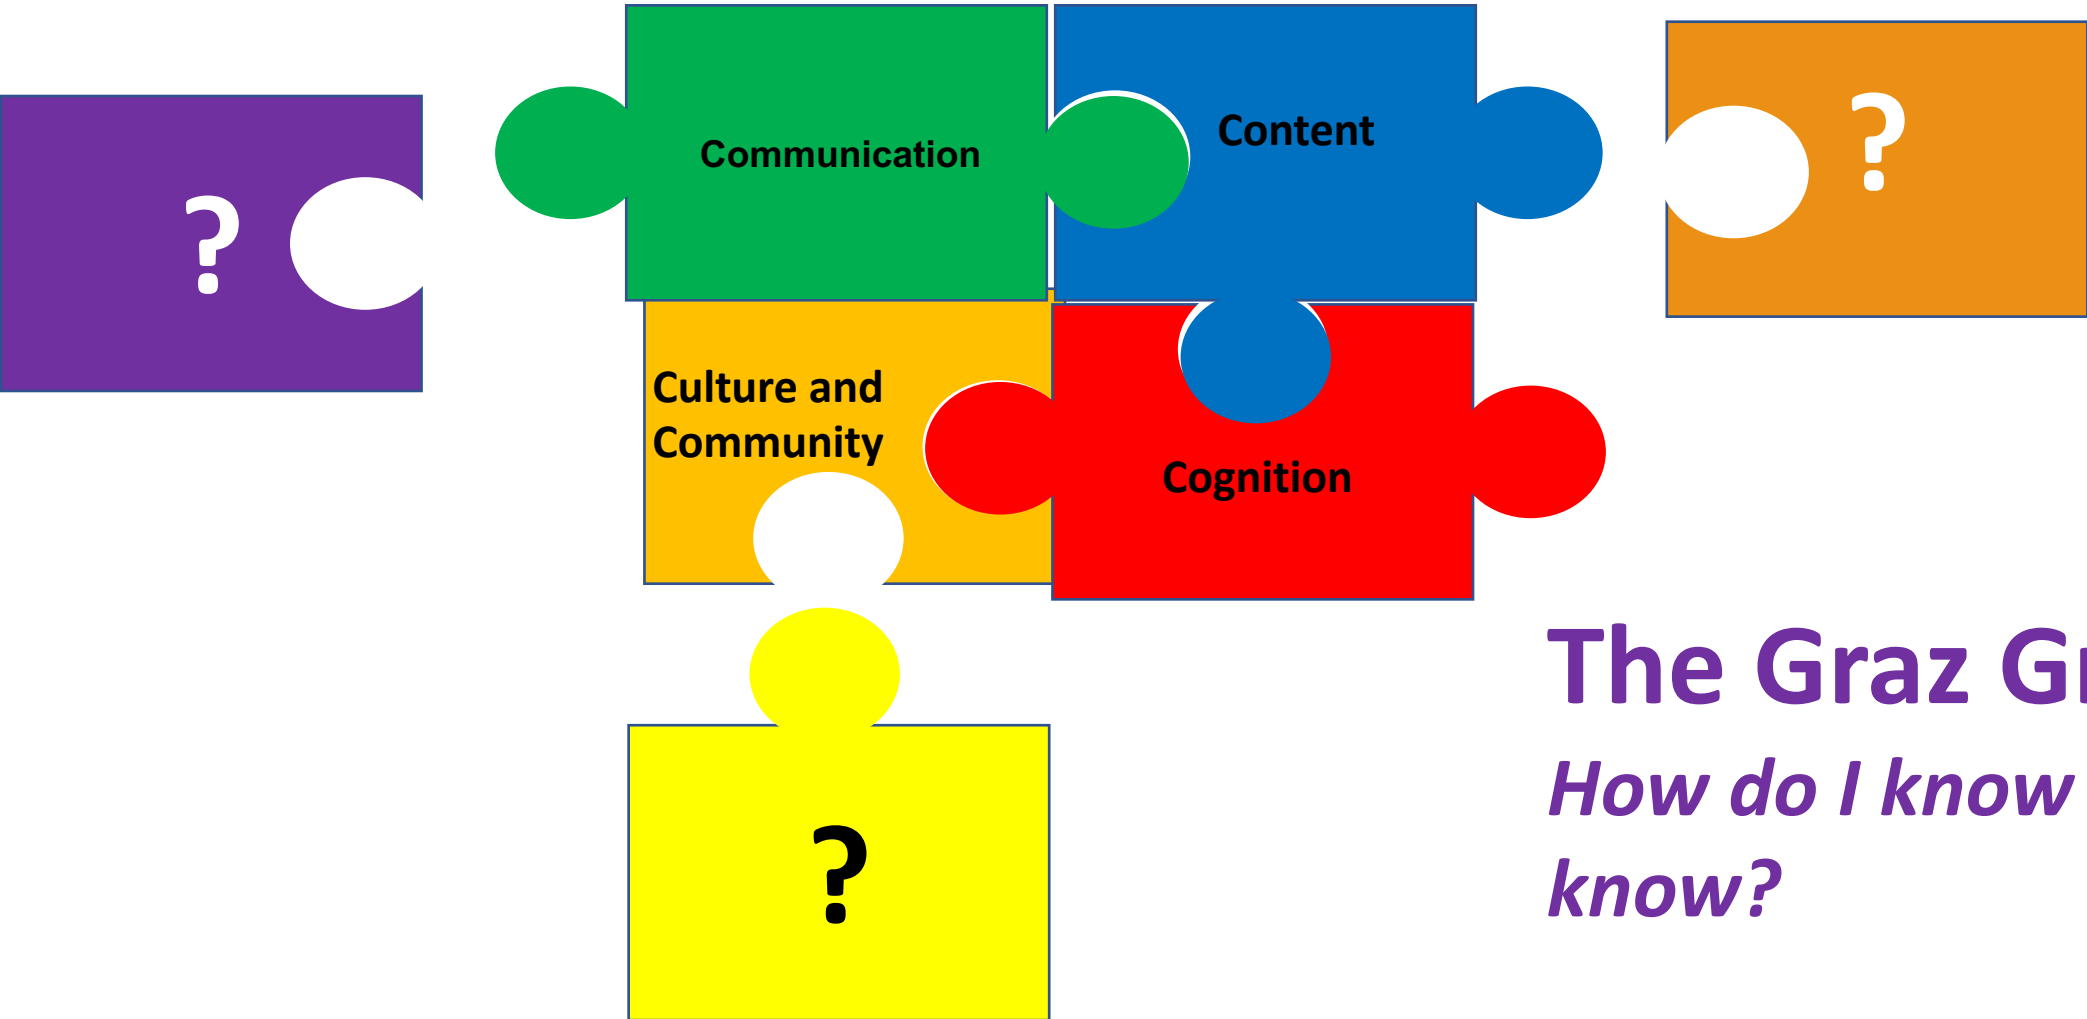 ?
Communication
Content
?
Culture and
Community
Cognition
The Graz
How do I know
know?
?